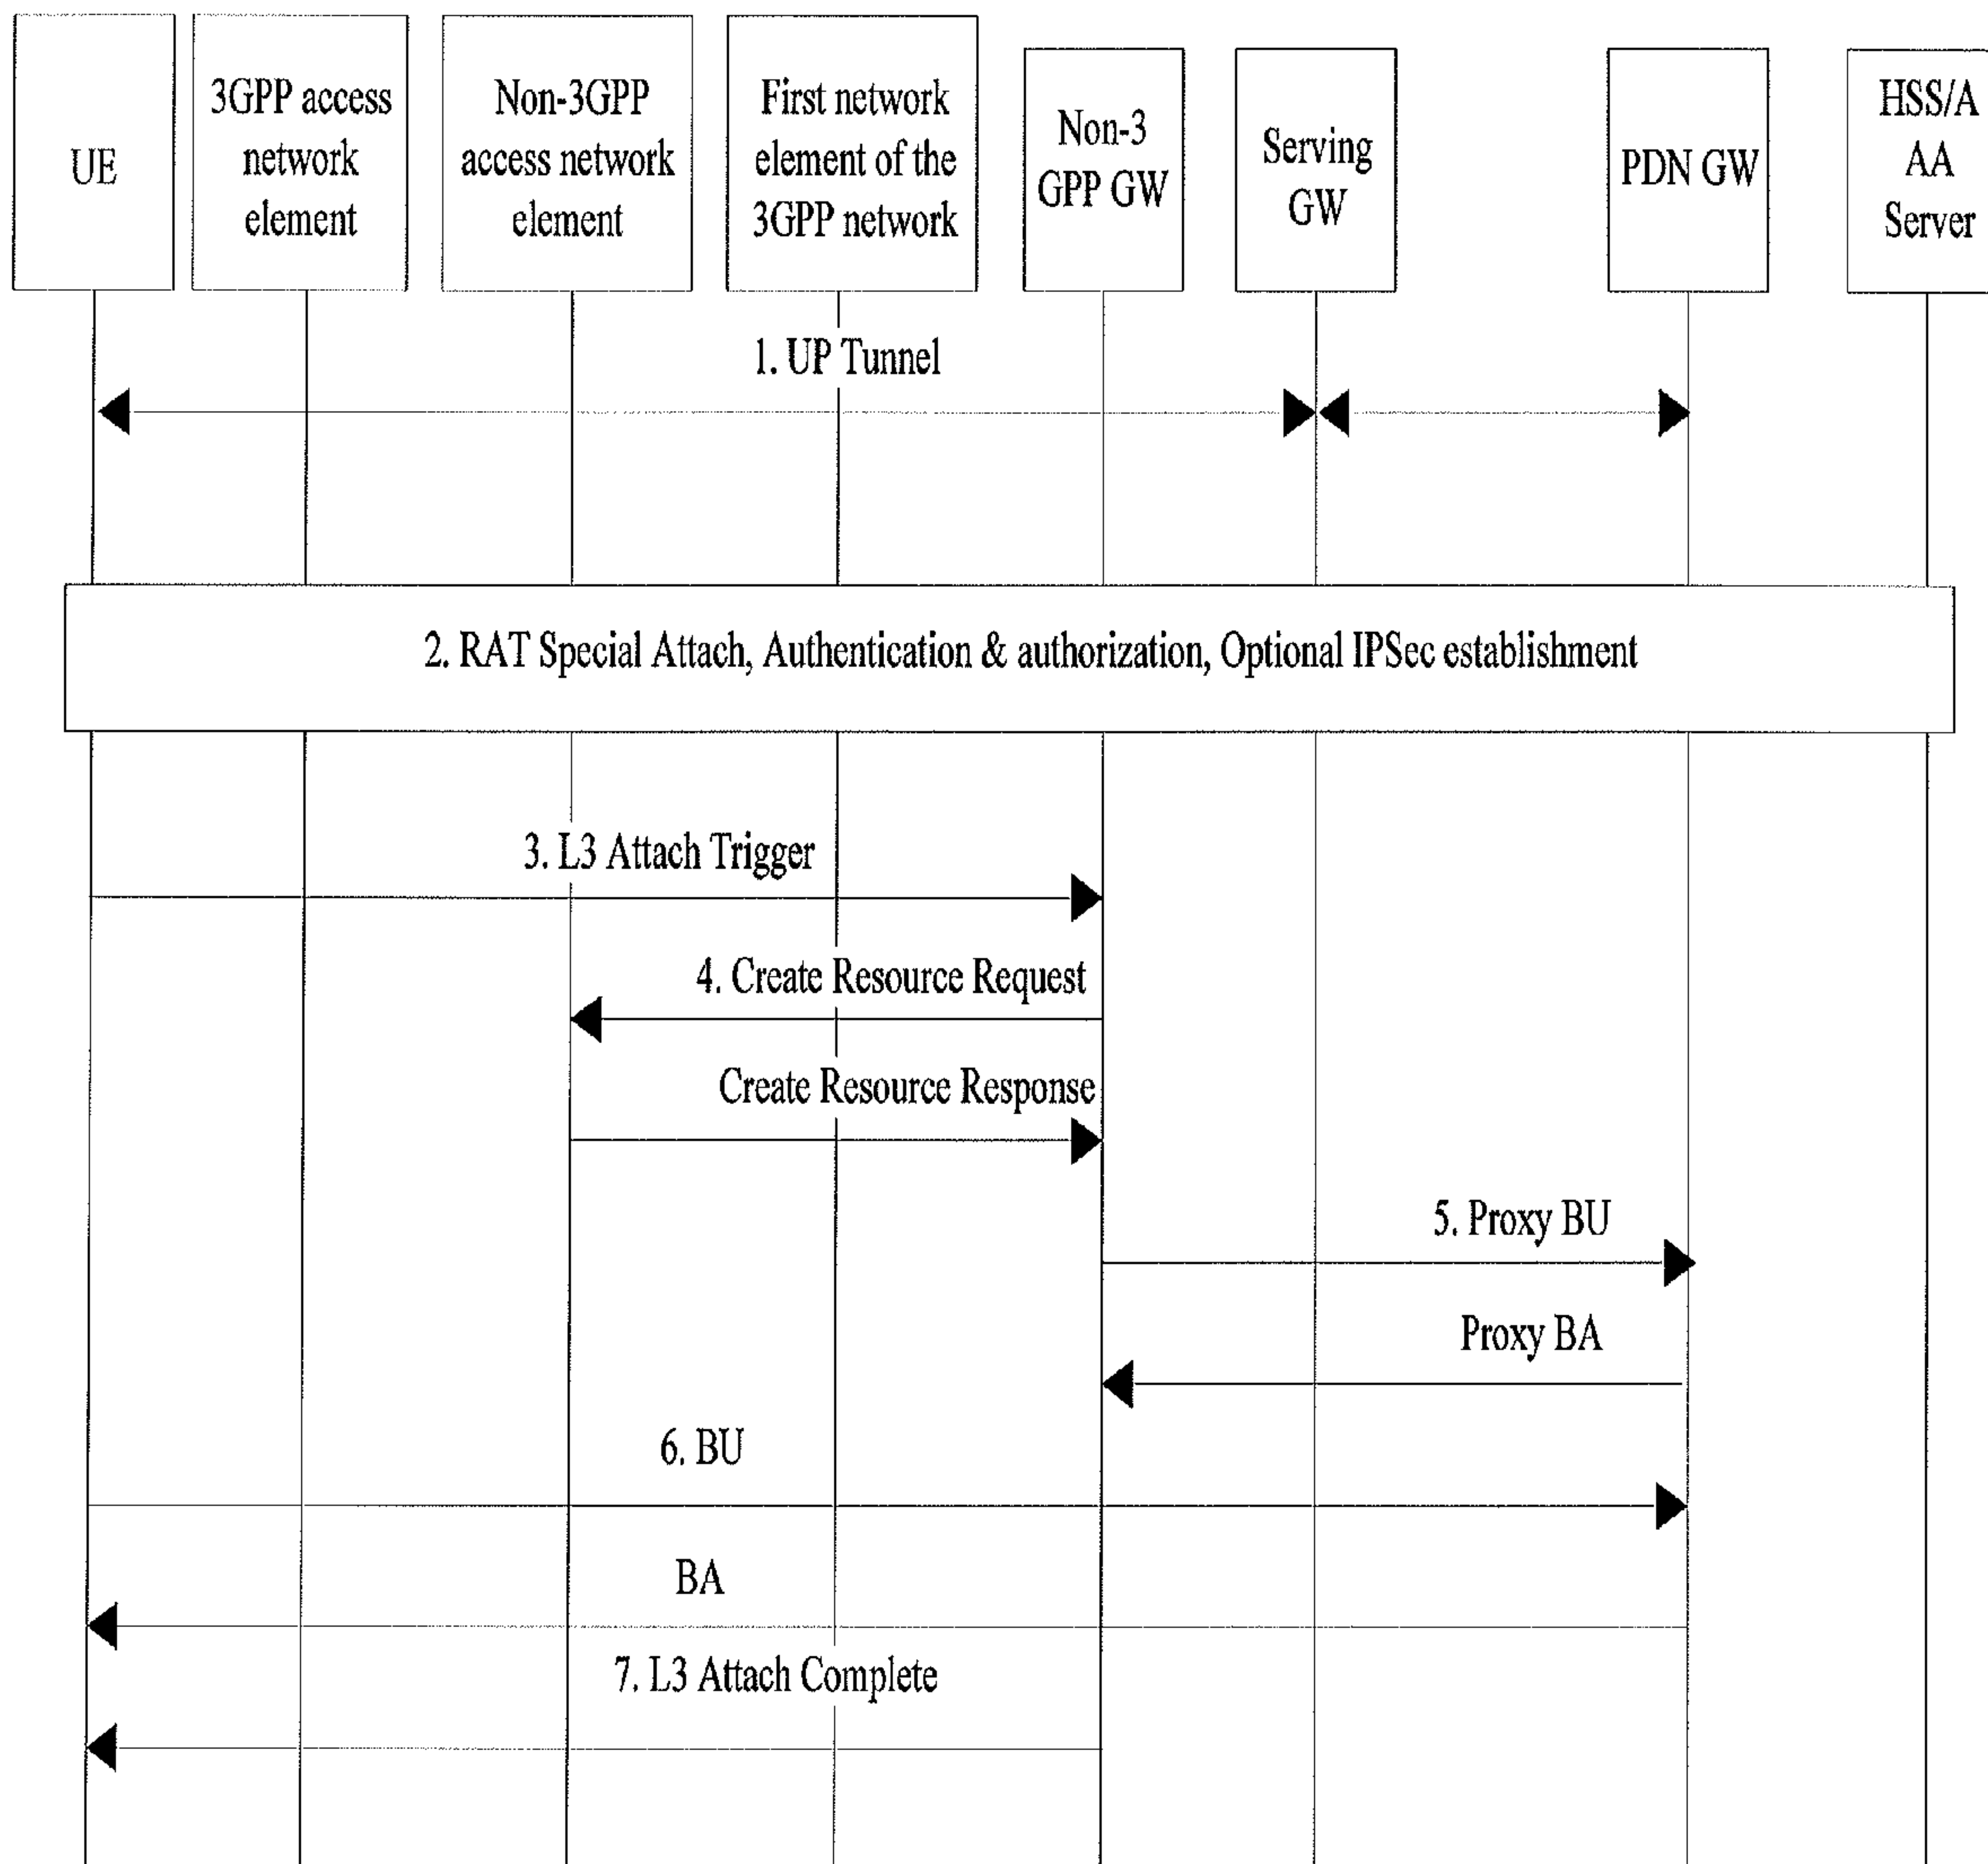 UE
3GPP access
network
element
Non-3GPP
access network
element
First network
element of the
3GPP network
Non-3
GPP GW
Serving
GW
PDN GW
HSS/A
AA
Server
1. UP Tunnel
2. RAT Special Attach, Authentication & authorization, Optional IPSec establishment
3. L3 Attach Trigger
4. Create Resource Request
Create Resource Response
5. Proxy BU
Proxy BA
6. BU
BA
7. L3 Attach Complete